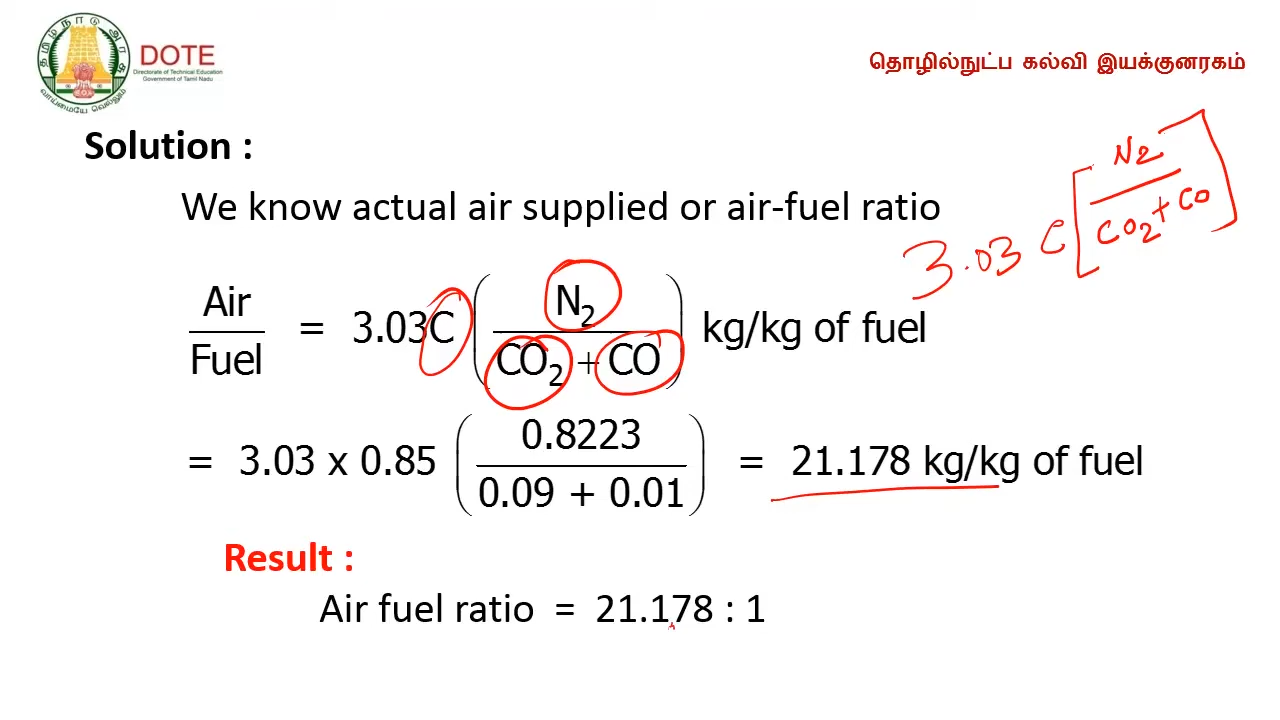 தமிழ் நாடு அரசு
வாய்மையே வெல்லும்
DOTE
Directorate of Technical Education
Government of Tamil Nadu
தொழில்நுட்ப கல்வி இயக்குனரகம்
Solution :
We know actual air supplied or air-fuel ratio
3.03 C [ N2 / CO2 + CO ]
Air / Fuel = 3.03C ( N₂ / CO₂ + CO ) kg/kg of fuel
= 3.03 x 0.85 ( 0.8223 / 0.09 + 0.01 ) = 21.178 kg/kg of fuel
Result :
Air fuel ratio = 21.178 : 1